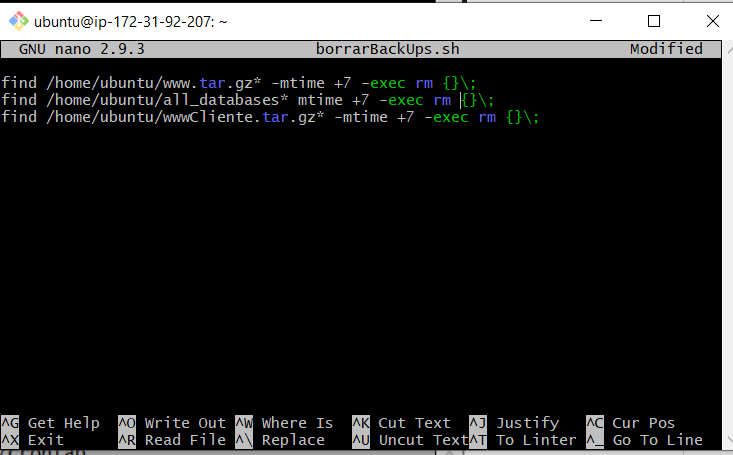 ubuntu@ip-172-31-92-207: ~
GNU nano 2.9.3 borrarBackUps.sh Modified
find /home/ubuntu/www.tar.gz* -mtime +7 -exec rm {}\;
find /home/ubuntu/all_databases* mtime +7 -exec rm {}\;
find /home/ubuntu/wwwCliente.tar.gz* -mtime +7 -exec rm {}\;
^G Get Help ^O Write Out ^W Where Is ^K Cut Text ^J Justify ^C Cur Pos
^X Exit ^R Read File ^\ Replace ^U Uncut Text ^T To Linter ^_ Go To Line